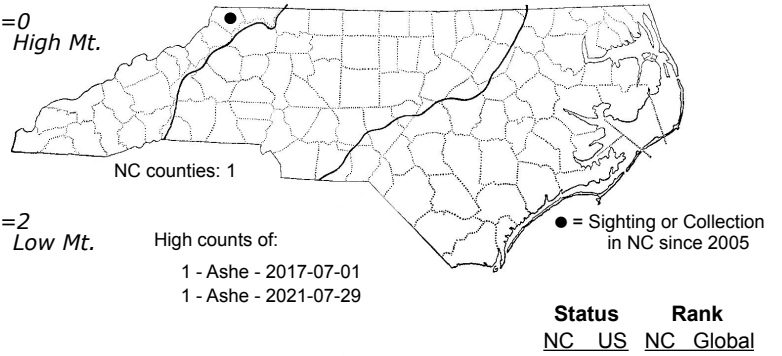 =0
High Mt.
NC counties: 1
=2
Low Mt.
High counts of:
1 - Ashe - 2017-07-01
1 - Ashe - 2021-07-29
= Sighting or Collection
in NC since 2005
Status Rank
NC US NC Global